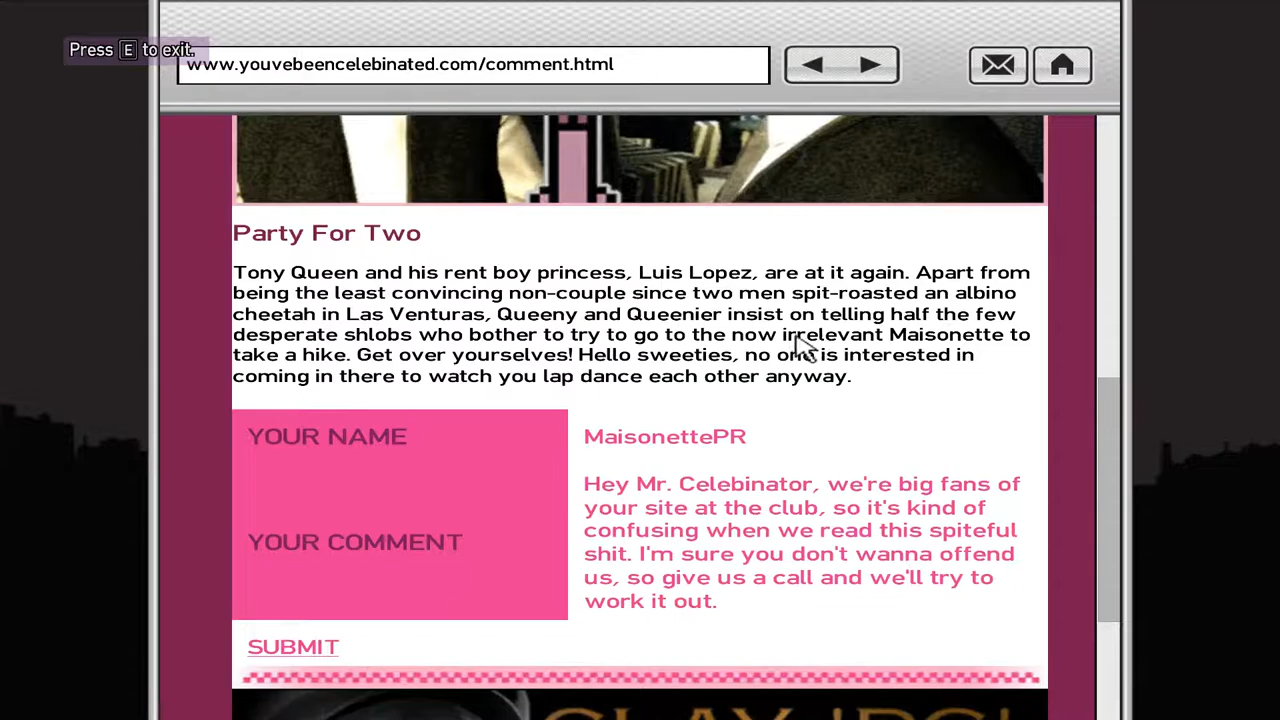 Press E to exit.
www.youvebeencelebinated.com/comment.html
Party For Two
Tony Queen and his rent boy princess, Luis Lopez, are at it again. Apart from
being the least convincing non-couple since two men spit-roasted an albino
cheetah in Las Venturas, Queeny and Queenier insist on telling half the few
desperate shlobs who bother to try to go to the now irrelevant Maisonette to
take a hike. Get over yourselves! Hello sweeties, no one is interested in
coming in there to watch you lap dance each other anyway.
YOUR NAME
MaisonettePR
YOUR COMMENT
Hey Mr. Celebinator, we're big fans of
your site at the club, so it's kind of
confusing when we read this spiteful
shit. I'm sure you don't wanna offend
us, so give us a call and we'll try to
work it out.
SUBMIT